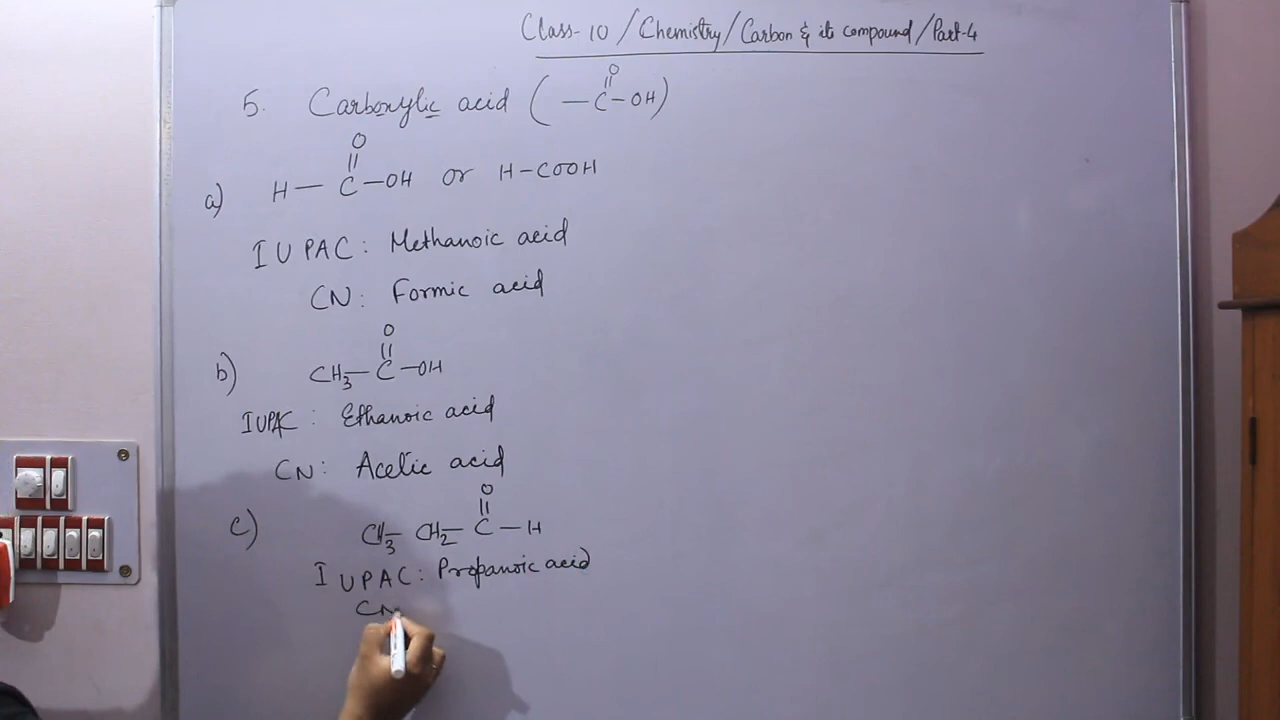 Class-10 / Chemistry / Carbon & it compound / Part-4
5. Carboxylic acid ( —C–OH )
O
||
O
||
a) H — C –OH or H–COOH
IUPAC : Methanoic acid
CN : Formic acid
O
||
b) CH3— C –OH
IUPAC : Ethanoic acid
CN : Acetic acid
O
||
c) CH3– CH2– C – H
IUPAC : Propanoic acid
CN